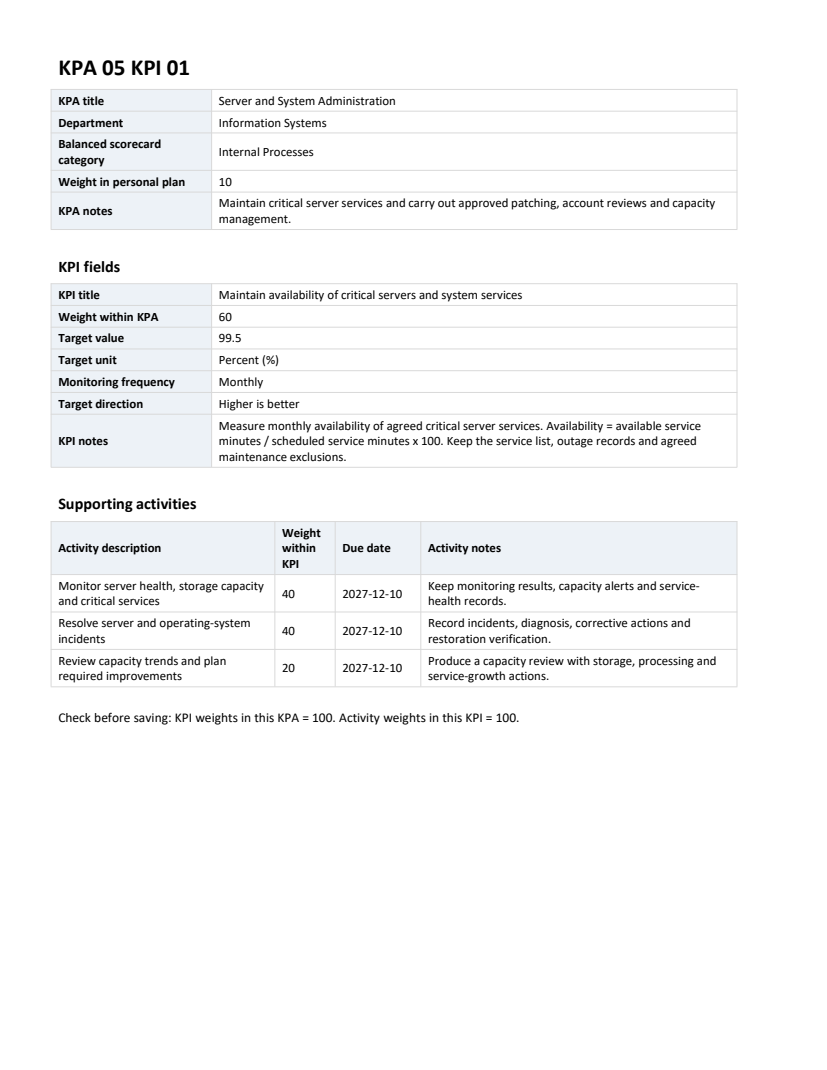 KPA 05 KPI 01
KPA title Server and System Administration
Department Information Systems
Balanced scorecard
category
Internal Processes
Weight in personal plan 10
KPA notes
Maintain critical server services and carry out approved patching, account reviews and capacity
management.
KPI fields
KPI title Maintain availability of critical servers and system services
Weight within KPA 60
Target value 99.5
Target unit Percent (%)
Monitoring frequency Monthly
Target direction Higher is better
KPI notes
Measure monthly availability of agreed critical server services. Availability = available service
minutes / scheduled service minutes x 100. Keep the service list, outage records and agreed
maintenance exclusions.
Supporting activities
Activity description
Weight
within
KPI
Due date
Activity notes
Monitor server health, storage capacity
and critical services
40
2027-12-10
Keep monitoring results, capacity alerts and service-
health records.
Resolve server and operating-system
incidents
40
2027-12-10
Record incidents, diagnosis, corrective actions and
restoration verification.
Review capacity trends and plan
required improvements
20
2027-12-10
Produce a capacity review with storage, processing and
service-growth actions.
Check before saving: KPI weights in this KPA = 100. Activity weights in this KPI = 100.